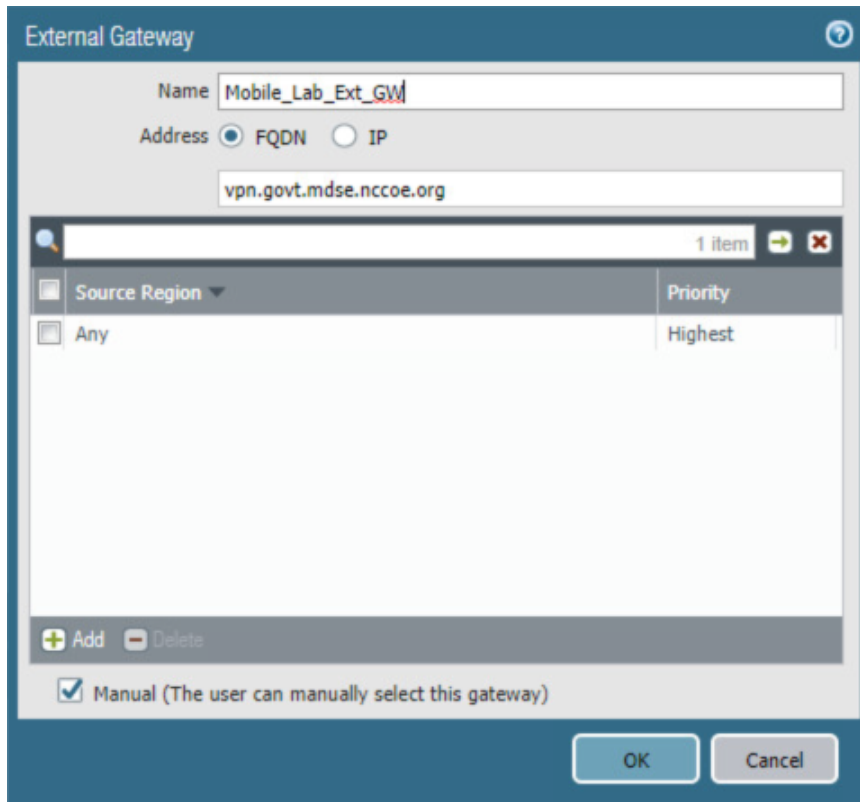 External Gateway
Name Mobile_Lab_Ext_GW
Address FQDN IP
vpn.govt.mdse.nccoe.org
1 item
Source Region Priority
Any Highest
Add Delete
Manual (The user can manually select this gateway)
OK Cancel